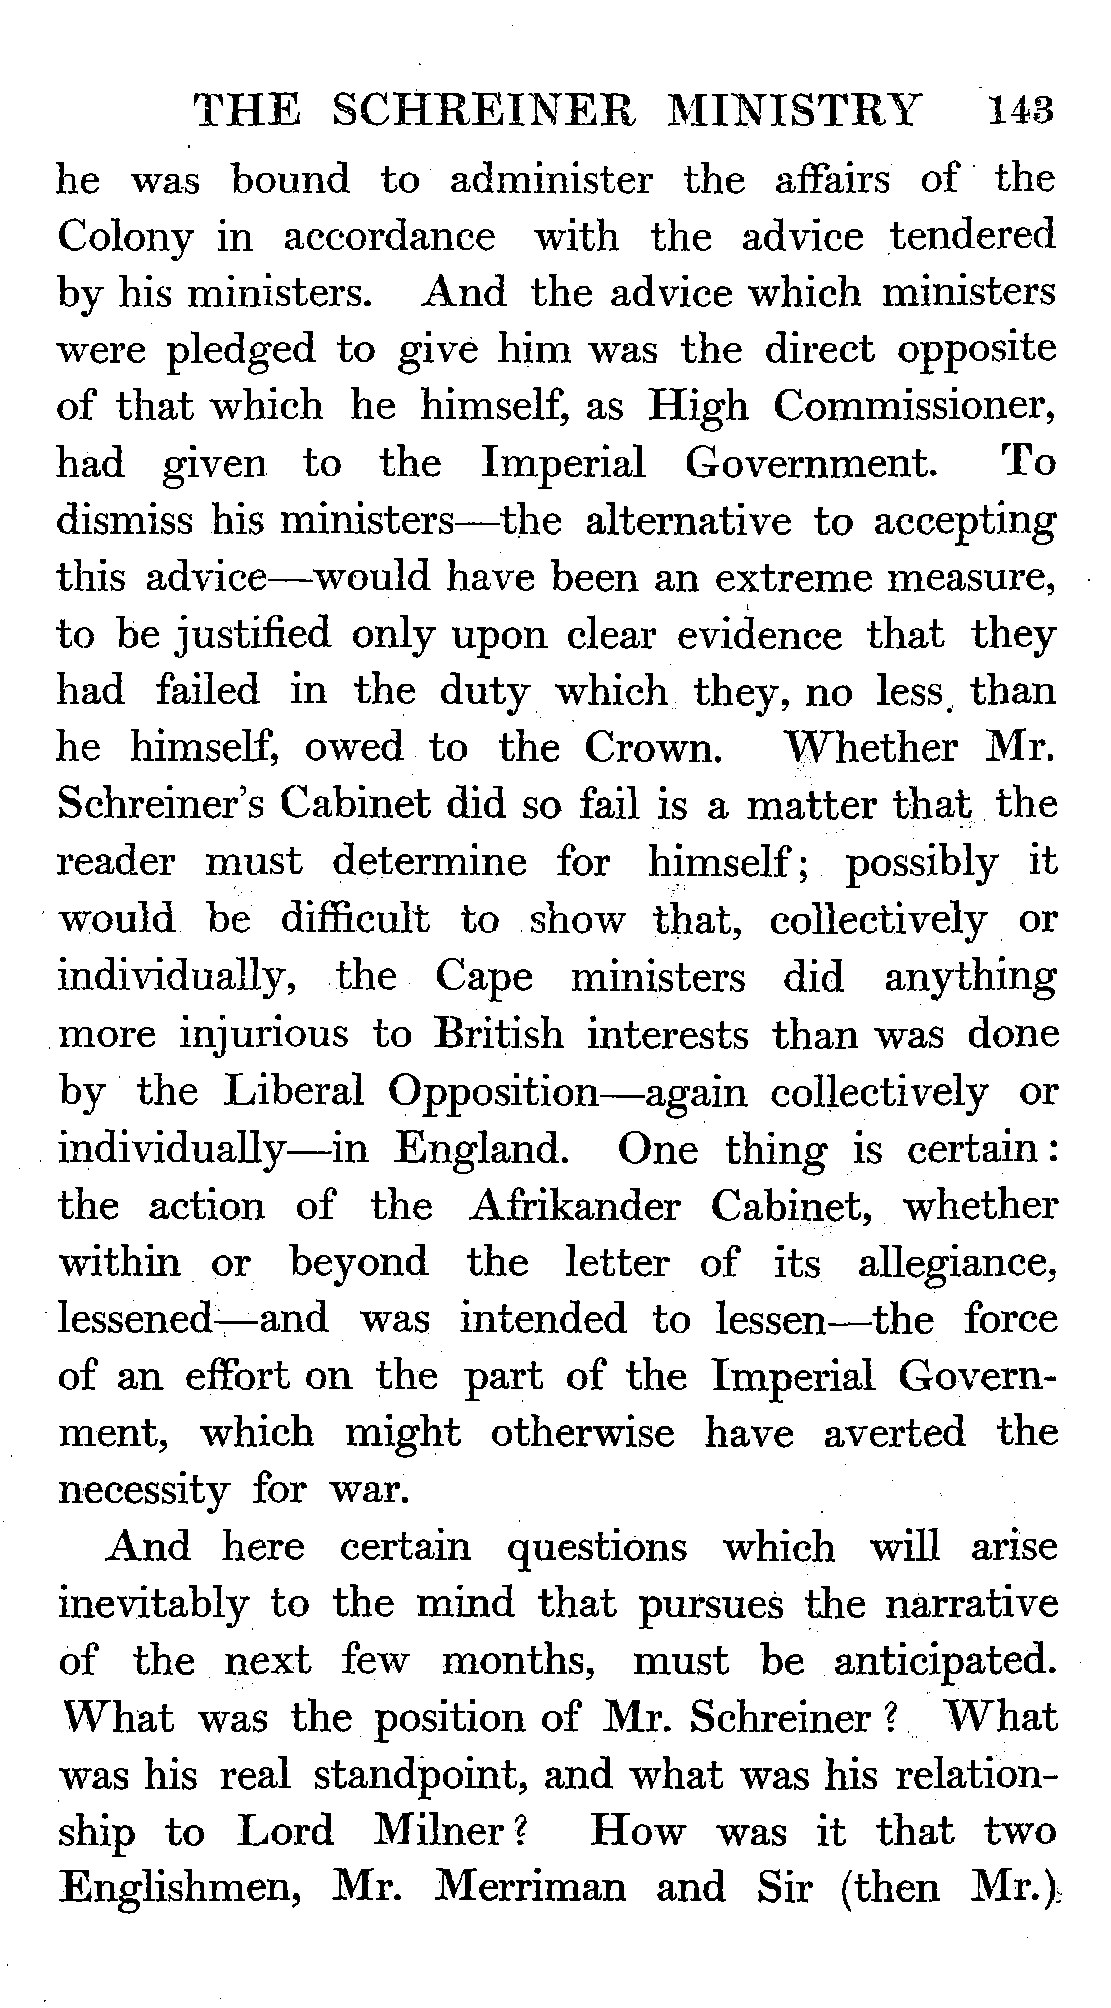 THE SCHREINER MINISTRY 143
he was bound to administer the affairs of the
Colony in accordance with the advice tendered
by his ministers. And the advice which ministers
were pledged to give him was the direct opposite
of that which he himself, as High Commissioner,
had given to the Imperial Government. To
dismiss his ministers—the alternative to accepting
this advice—would have been an extreme measure,
to be justified only upon clear evidence that they
had failed in the duty which they, no less than
he himself, owed to the Crown. Whether Mr.
Schreiner's Cabinet did so fail is a matter that the
reader must determine for himself; possibly it
would be difficult to show that, collectively or
individually, the Cape ministers did anything
more injurious to British interests than was done
by the Liberal Opposition—again collectively or
individually—in England. One thing is certain:
the action of the Afrikander Cabinet, whether
within or beyond the letter of its allegiance,
lessened—and was intended to lessen—the force
of an effort on the part of the Imperial Govern-
ment, which might otherwise have averted the
necessity for war.
And here certain questions which will arise
inevitably to the mind that pursues the narrative
of the next few months, must be anticipated.
What was the position of Mr. Schreiner? What
was his real standpoint, and what was his relation-
ship to Lord Milner? How was it that two
Englishmen, Mr. Merriman and Sir (then Mr.)